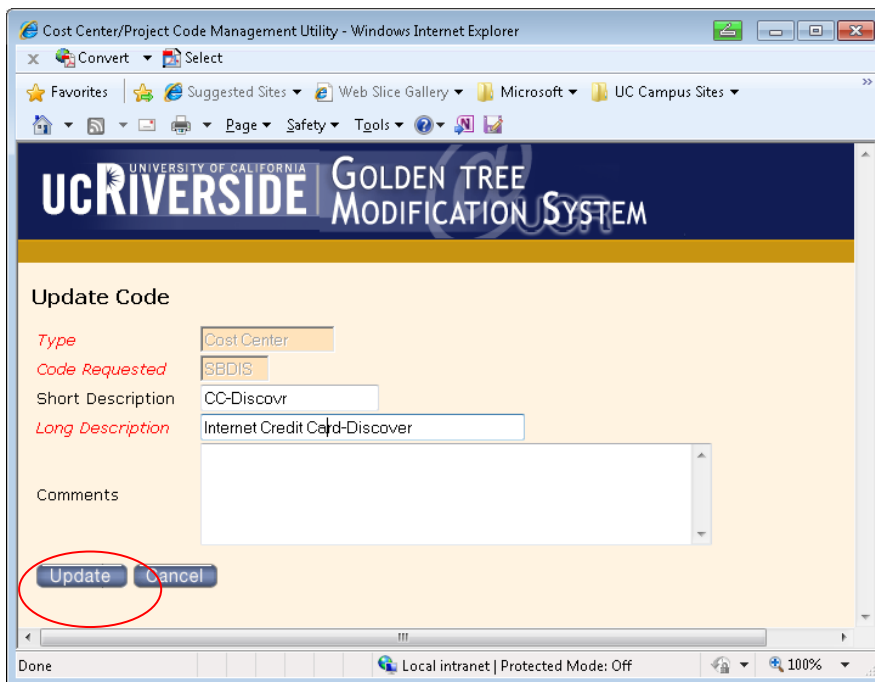 Cost Center/Project Code Management Utility - Windows Internet Explorer
x Convert Select
Favorites Suggested Sites Web Slice Gallery Microsoft UC Campus Sites »
Page Safety Tools
UNIVERSITY OF CALIFORNIA
UCRIVERSIDE GOLDEN TREE
MODIFICATION SYSTEM
@UCR
Update Code
Type Cost Center
Code Requested SBDIS
Short Description CC-Discovr
Long Description Internet Credit Card-Discover
Comments
Update Cancel
Done Local intranet | Protected Mode: Off 100%